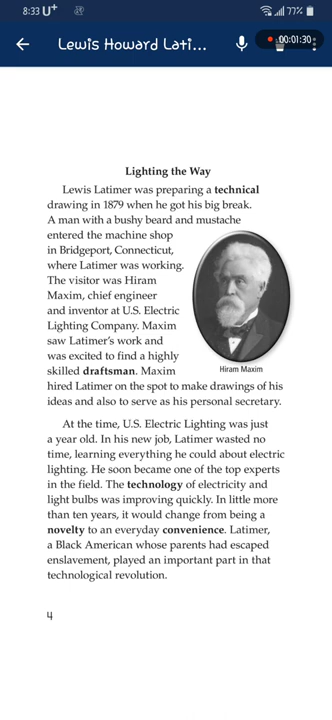 8:33 U+ 77%
Lewis Howard Lati...
00:01:30
Lighting the Way
Lewis Latimer was preparing a technical
drawing in 1879 when he got his big break.
A man with a bushy beard and mustache
entered the machine shop
in Bridgeport, Connecticut,
where Latimer was working.
The visitor was Hiram
Maxim, chief engineer
and inventor at U.S. Electric
Lighting Company. Maxim
saw Latimer's work and
was excited to find a highly
skilled draftsman. Maxim
Hiram Maxim
hired Latimer on the spot to make drawings of his
ideas and also to serve as his personal secretary.
At the time, U.S. Electric Lighting was just
a year old. In his new job, Latimer wasted no
time, learning everything he could about electric
lighting. He soon became one of the top experts
in the field. The technology of electricity and
light bulbs was improving quickly. In little more
than ten years, it would change from being a
novelty to an everyday convenience. Latimer,
a Black American whose parents had escaped
enslavement, played an important part in that
technological revolution.
4